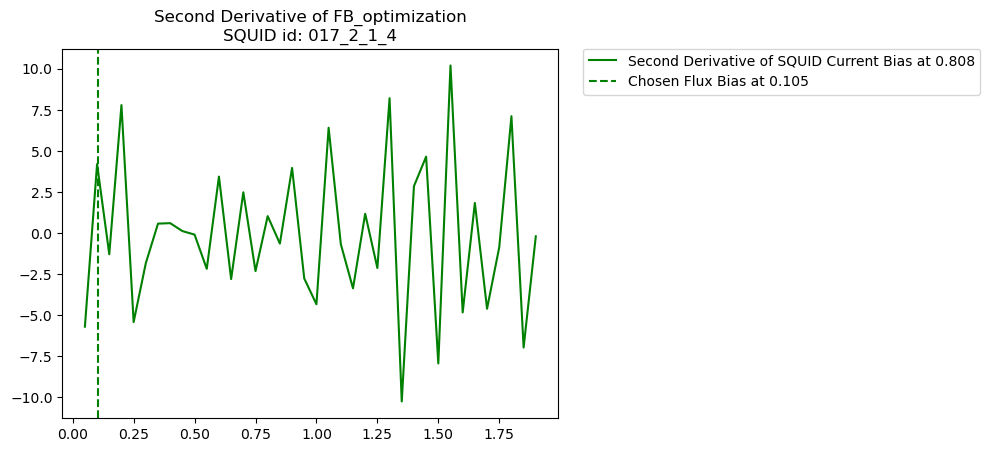 Second Derivative of FB_optimization
SQUID id: 017_2_1_4
Second Derivative of SQUID Current Bias at 0.808
Chosen Flux Bias at 0.105
10.0
7.5
5.0
2.5
0.0
−2.5
−5.0
−7.5
−10.0
0.00 0.25 0.50 0.75 1.00 1.25 1.50 1.75